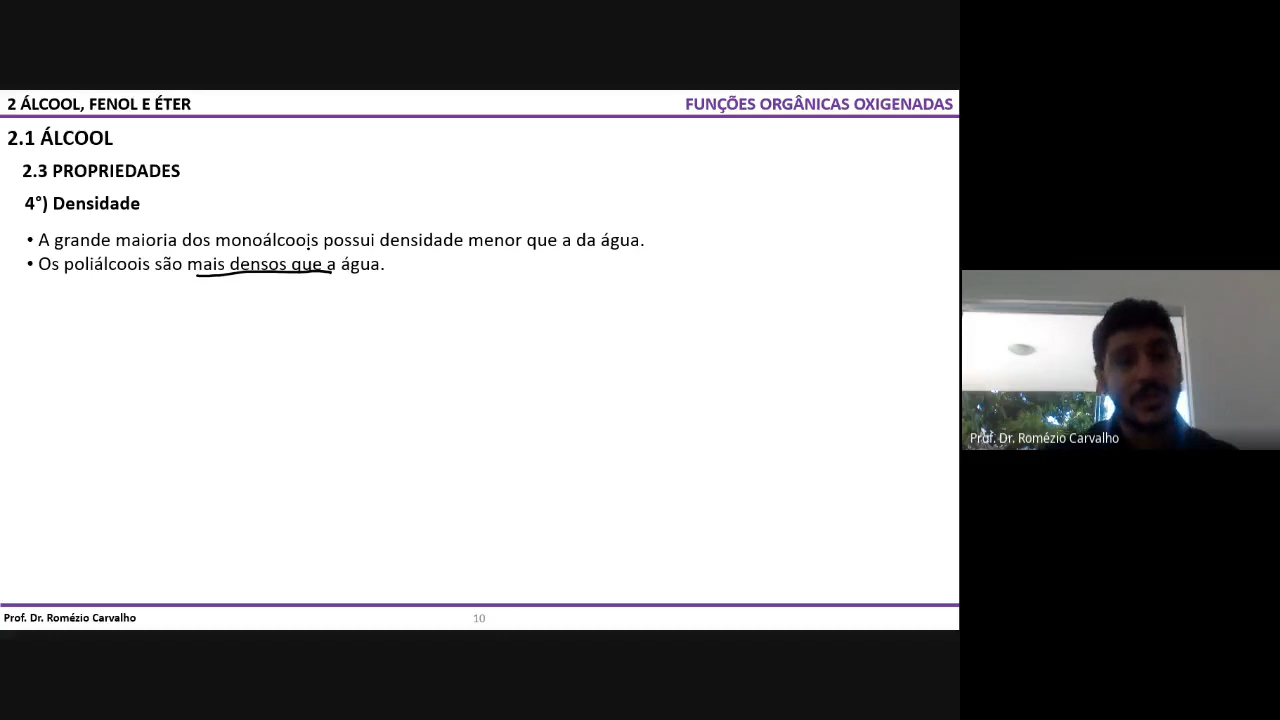 2 ÁLCOOL, FENOL E ÉTER
FUNÇÕES ORGÂNICAS OXIGENADAS
2.1 ÁLCOOL
2.3 PROPRIEDADES
4°) Densidade
• A grande maioria dos monoálcoois possui densidade menor que a da água.
• Os poliálcoois são mais densos que a água.
Prof. Dr. Romézio Carvalho
Prof. Dr. Romézio Carvalho
10